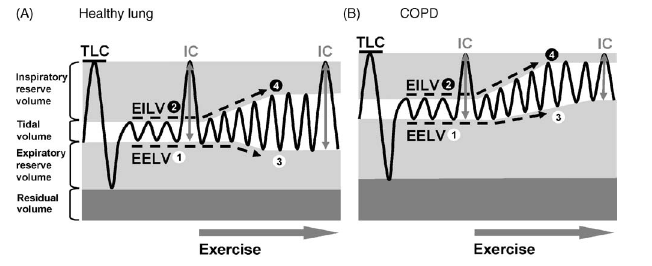 (A) Healthy lung
(B) COPD
TLC
IC
IC
Inspiratory
reserve
volume
EILV 2
4
Tidal
volume
EELV 1
3
Expiratory
reserve
volume
Residual
volume
Exercise
TLC
IC
IC
EILV 2
4
EELV 1
3
Exercise